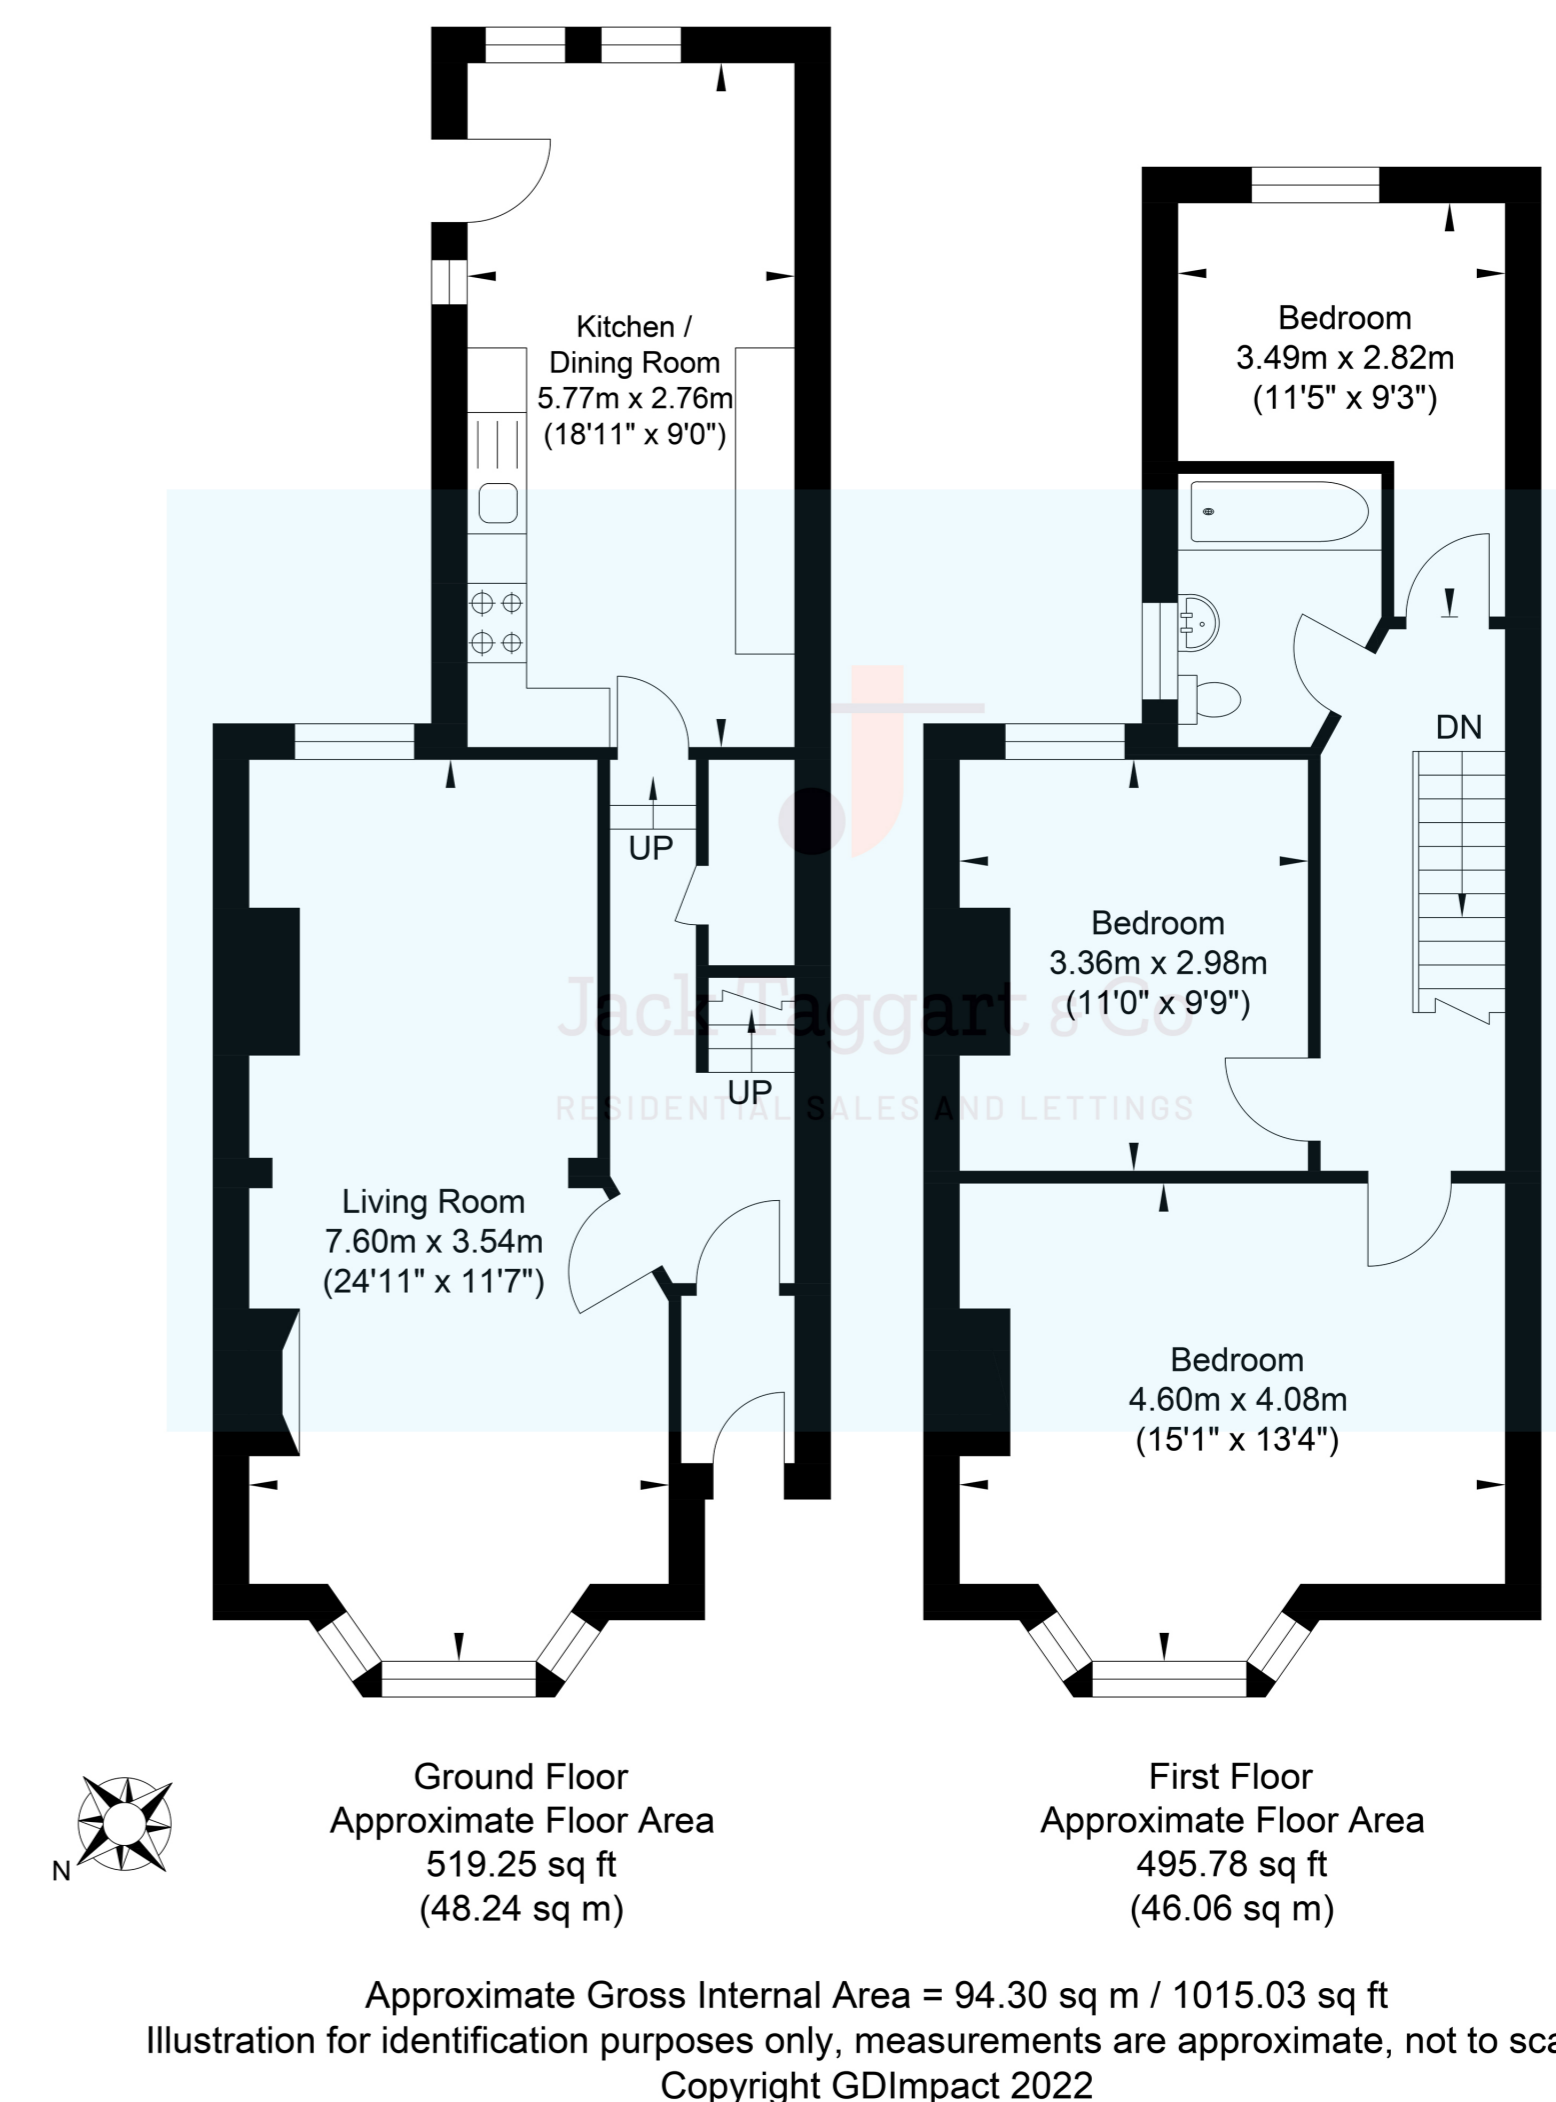 Kitchen /
Dining Room
5.77m x 2.76m
(18'11" x 9'0")
UP
UP
Living Room
7.60m x 3.54m
(24'11" x 11'7")
Bedroom
3.49m x 2.82m
(11'5" x 9'3")
DN
Bedroom
3.36m x 2.98m
(11'0" x 9'9")
Bedroom
4.60m x 4.08m
(15'1" x 13'4")
Jack Taggart & Co
RESIDENTIAL SALES AND LETTINGS
N
Ground Floor
Approximate Floor Area
519.25 sq ft
(48.24 sq m)
First Floor
Approximate Floor Area
495.78 sq ft
(46.06 sq m)
Approximate Gross Internal Area = 94.30 sq m / 1015.03 sq ft
Illustration for identification purposes only, measurements are approximate, not to
Copyright GDImpact 2022